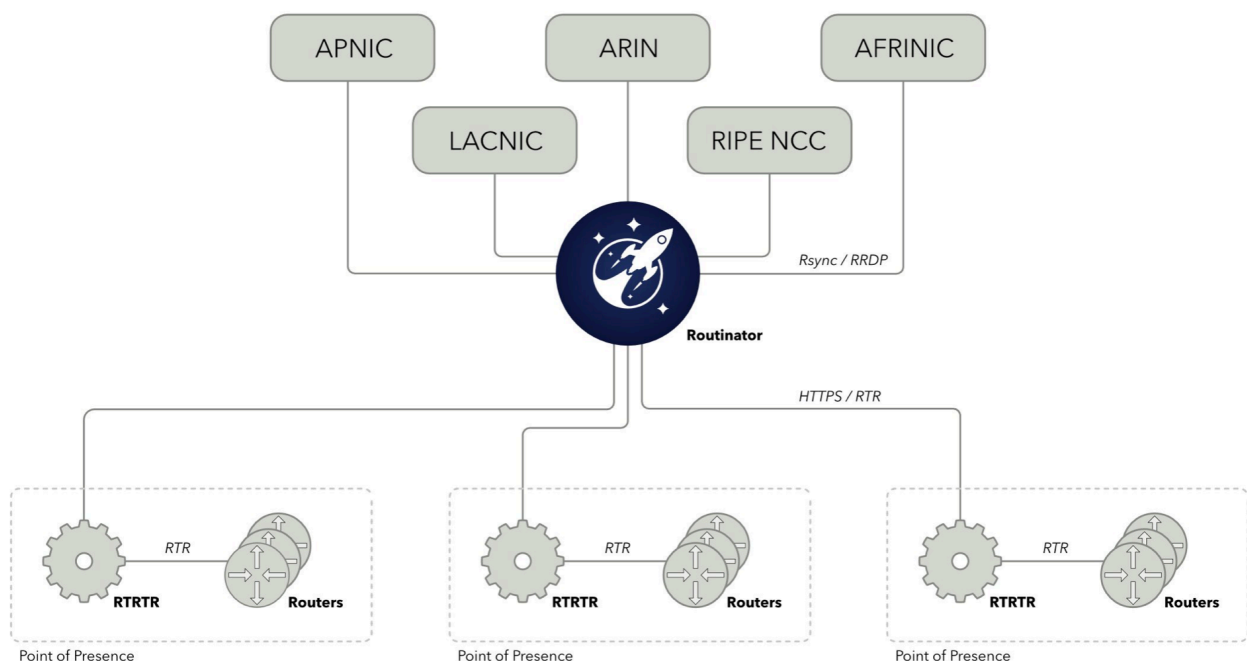 APNIC
ARIN
AFRINIC
LACNIC
RIPE NCC
Rsync / RRDP
Routinator
HTTPS / RTR
RTR
RTR
RTR
RTRTR
Routers
RTRTR
Routers
RTRTR
Routers
Point of Presence
Point of Presence
Point of Presence